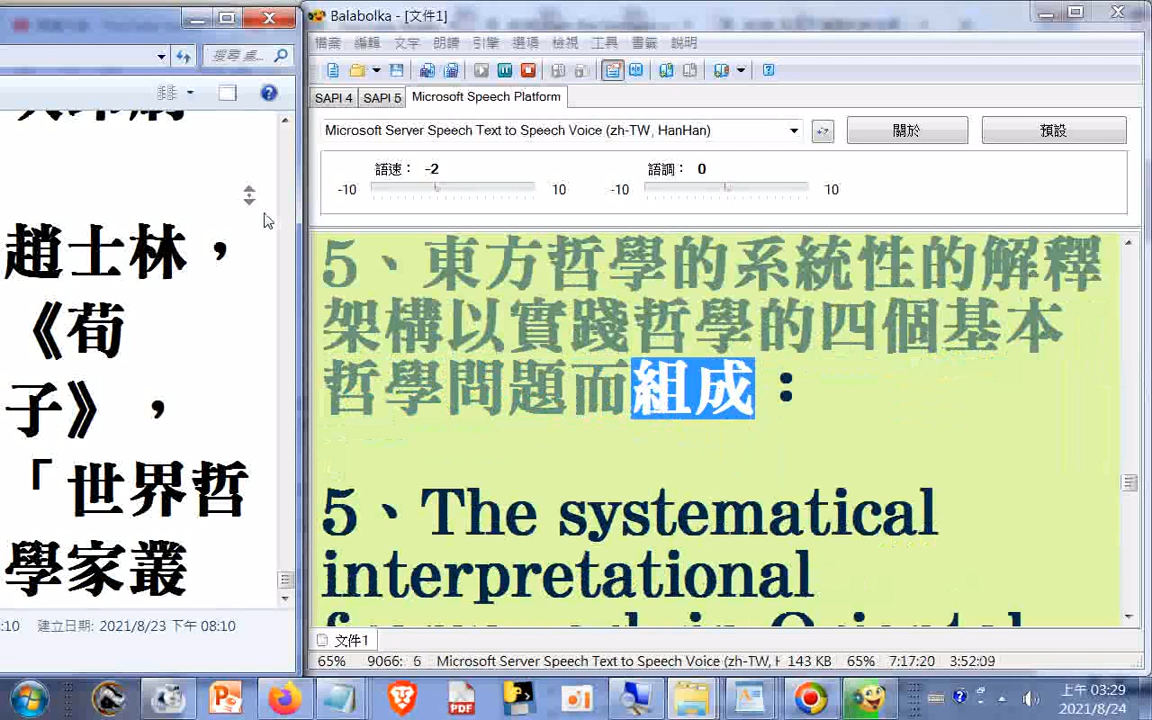 Balabolka - [文件1]
檔案 編輯 文字 朗讀 引擎 選項 檢視 工具 書籤 說明
搜尋 桌...
SAPI 4 SAPI 5 Microsoft Speech Platform
Microsoft Server Speech Text to Speech Voice (zh-TW, HanHan)
關於
預設
語速： -2
語調： 0
-10 10
-10 10
趙士林，
《荀
子》，
「世界哲
學家叢
5、東方哲學的系統性的解釋
架構以實踐哲學的四個基本
哲學問題而組成：
5、The systematical
interpretational
:10 建立日期: 2021/8/23 下午 08:10
文件1
65% 9066: 6 Microsoft Server Speech Text to Speech Voice (zh-TW, H 143 KB 65% 7:17:20 3:52:09
PDF
上午 03:29
2021/8/24